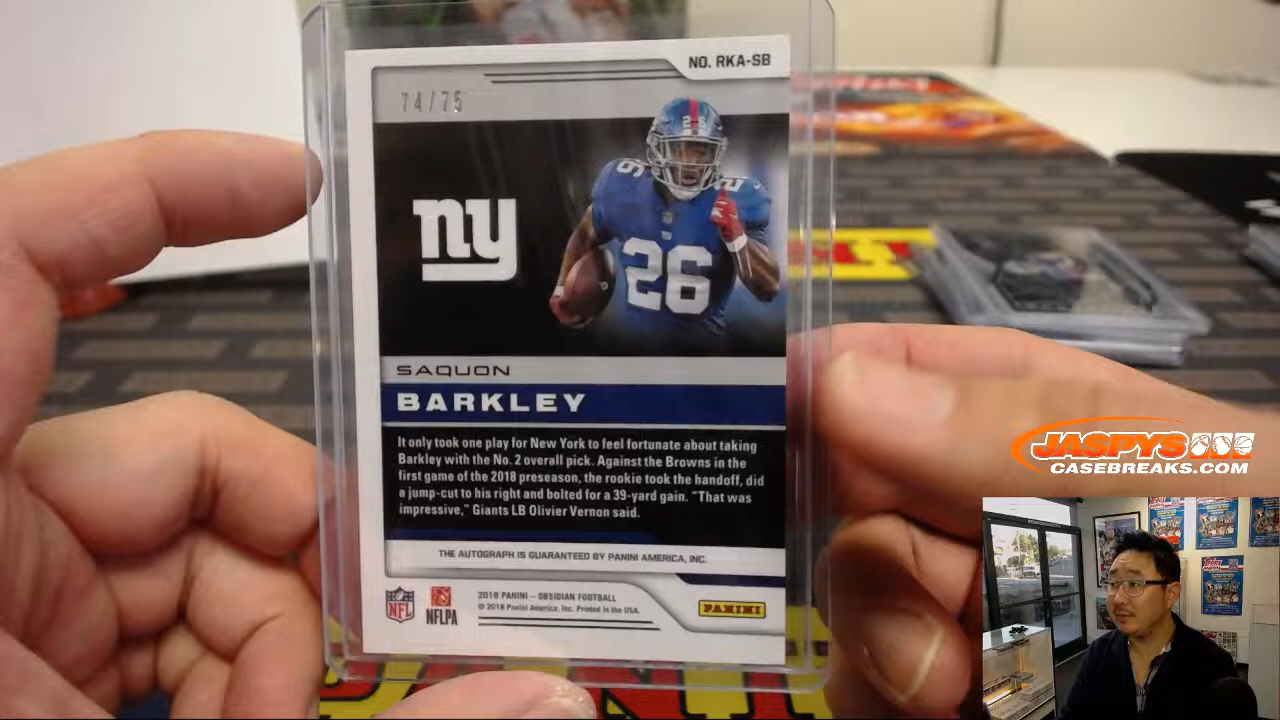 NO. RKA-SB
74/75
26
26
26
26
ny
SAQUON
BARKLEY
It only took one play for New York to feel fortunate about taking
Barkley with the No. 2 overall pick. Against the Browns in the
first game of the 2018 preseason, the rookie took the handoff, did
a jump-cut to his right and bolted for a 39-yard gain. "That was
impressive," Giants LB Olivier Vernon said.
THE AUTOGRAPH IS GUARANTEED BY PANINI AMERICA, INC.
NFL
NFLPA
2018 PANINI – OBSIDIAN FOOTBALL
© 2018 Panini America, Inc. Printed in the USA.
PANINI
JASPYS
CASEBREAKS.COM